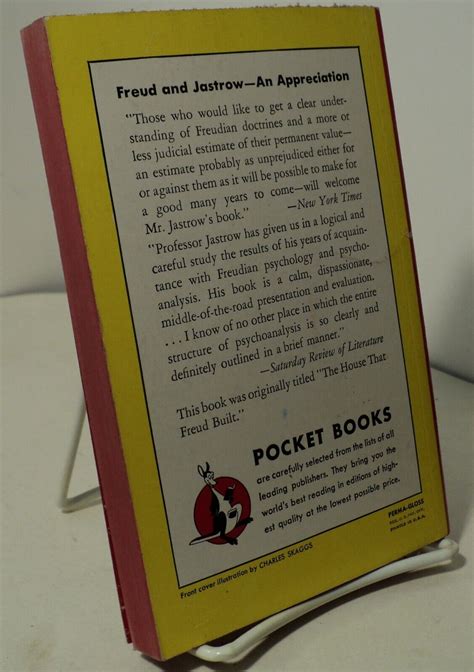 Freud and Jastrow—An Appreciation
"Those who would like to get a clear under-
standing of Freudian doctrines and a more or
less judicial estimate of their permanent value—
an estimate probably as unprejudiced either for
or against them as it will be possible to make for
a good many years to come—will welcome
Mr. Jastrow's book." —New York Times
"Professor Jastrow has given us in a logical and
careful study the results of his years of acquain-
tance with Freudian psychology and psycho-
analysis. His book is a calm, dispassionate,
middle-of-the-road presentation and evaluation.
. . . I know of no other place in which the entire
structure of psychoanalysis is so clearly and
definitely outlined in a brief manner."
—Saturday Review of Literature
This book was originally titled "The House That
Freud Built."
POCKET BOOKS
are carefully selected from the lists of all
leading publishers. They bring you the
world's best reading in editions of high-
est quality at the lowest possible price.
PERMA-GLOSS
Front cover illustration by CHARLES SKAGGS